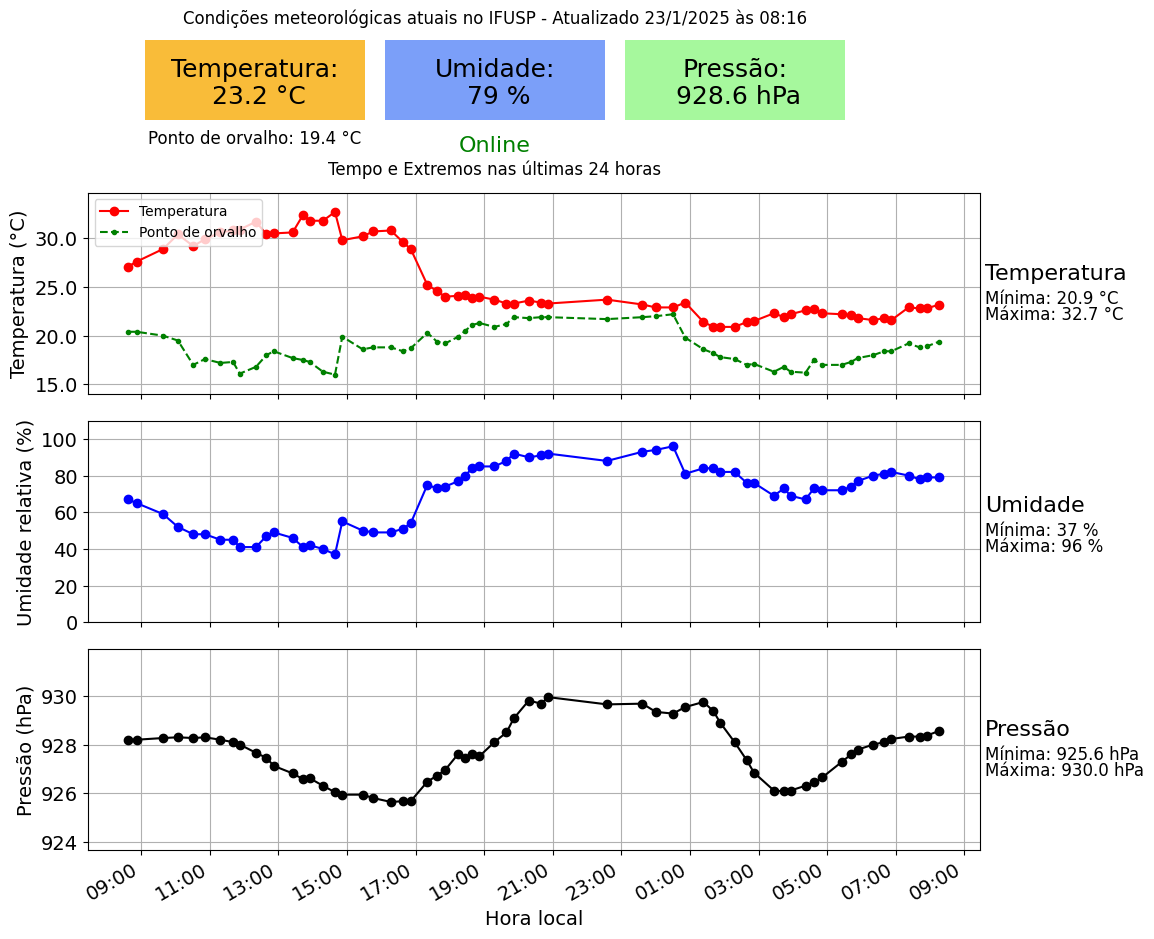 Condições meteorológicas atuais no IFUSP - Atualizado 23/1/2025 às 08:16
Temperatura:
23.2 °C
Umidade:
79 %
Pressão:
928.6 hPa
Ponto de orvalho: 19.4 °C
Online
Tempo e Extremos nas últimas 24 horas
Temperatura (°C)
30.0
25.0
20.0
15.0
Temperatura
Ponto de orvalho
Temperatura
Mínima: 20.9 °C
Máxima: 32.7 °C
Umidade relativa (%)
100
80
60
40
20
0
Umidade
Mínima: 37 %
Máxima: 96 %
Pressão (hPa)
930
928
926
924
Pressão
Mínima: 925.6 hPa
Máxima: 930.0 hPa
09:00
11:00
13:00
15:00
17:00
19:00
21:00
23:00
01:00
03:00
05:00
07:00
09:00
Hora local